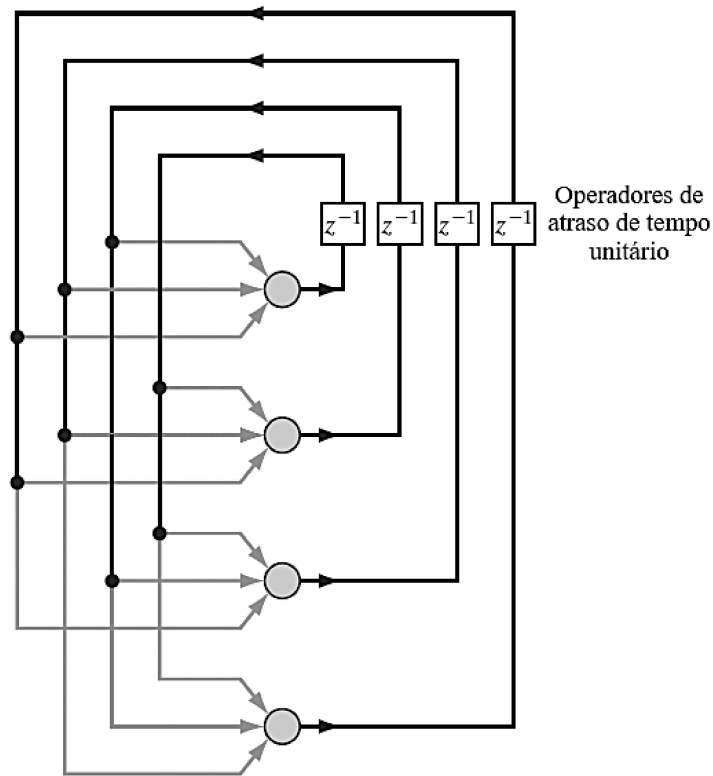 z⁻¹ z⁻¹ z⁻¹ z⁻¹
Operadores de
atraso de tempo
unitário